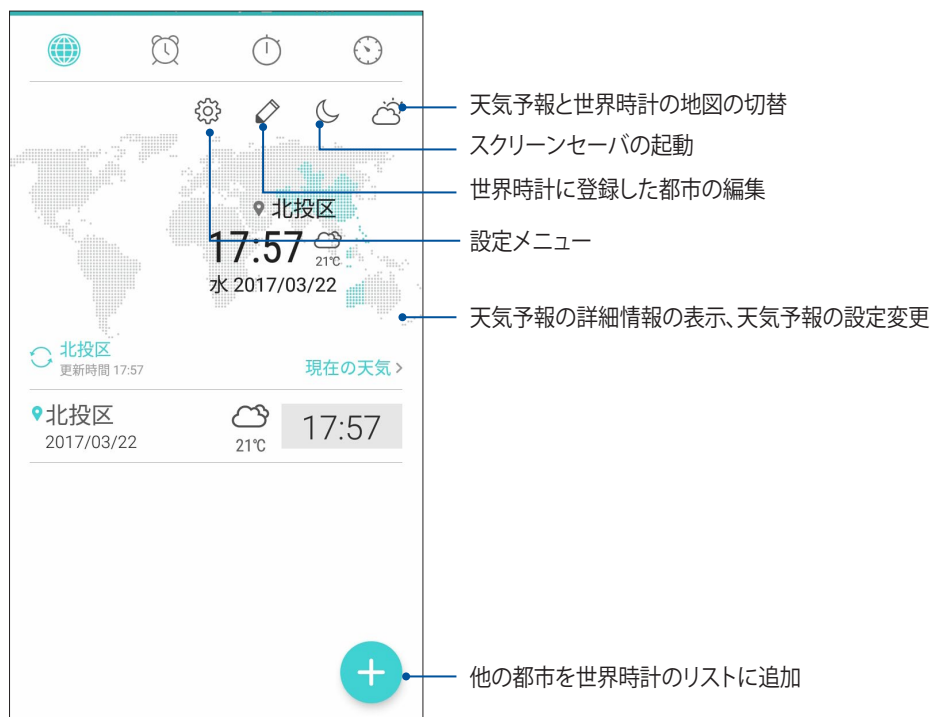 天気予報と世界時計の地図の切替
スクリーンセーバの起動
世界時計に登録した都市の編集
北投区
設定メニュー
17:57
21℃
水 2017/03/22
天気予報の詳細情報の表示、天気予報の設定変更
北投区
更新時間 17:57
現在の天気 >
北投区
2017/03/22
21℃
17:57
他の都市を世界時計のリストに追加